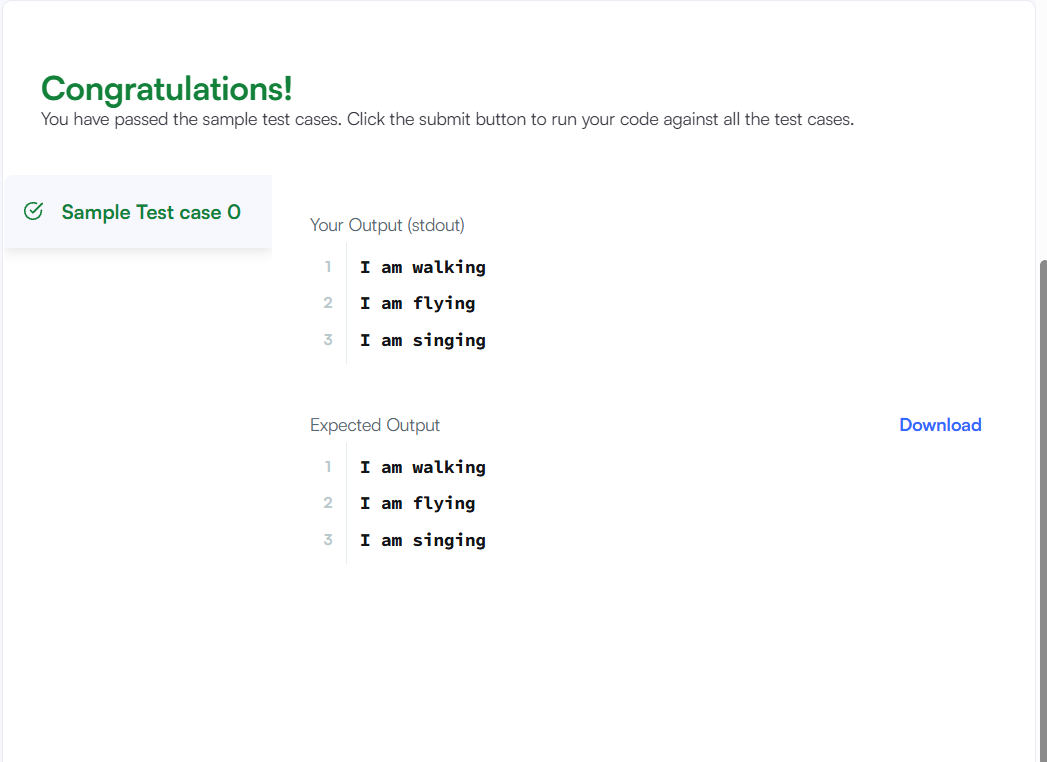 Congratulations!
You have passed the sample test cases. Click the submit button to run your code against all the test cases.
Sample Test case 0
Your Output (stdout)
1 I am walking
2 I am flying
3 I am singing
Expected Output Download
1 I am walking
2 I am flying
3 I am singing